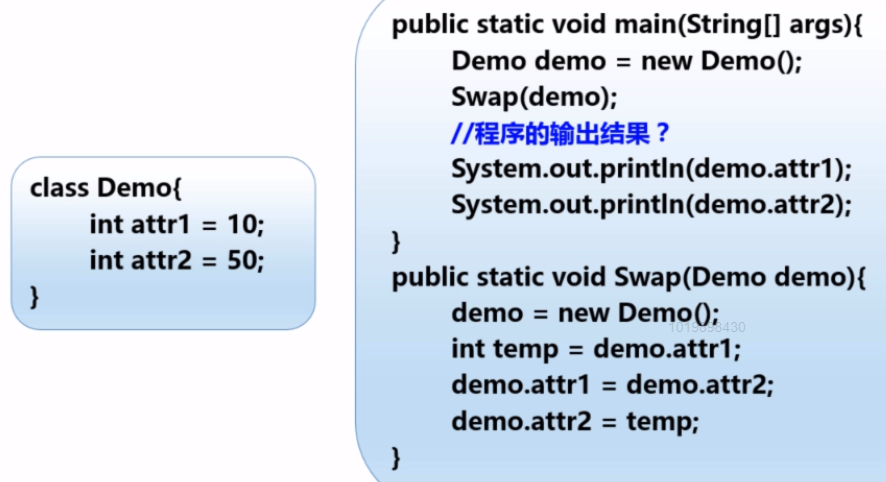 class Demo{
int attr1 = 10;
int attr2 = 50;
}
public static void main(String[] args){
Demo demo = new Demo();
Swap(demo);
//程序的输出结果？
System.out.println(demo.attr1);
System.out.println(demo.attr2);
}
public static void Swap(Demo demo){
demo = new Demo();
int temp = demo.attr1;
demo.attr1 = demo.attr2;
demo.attr2 = temp;
}